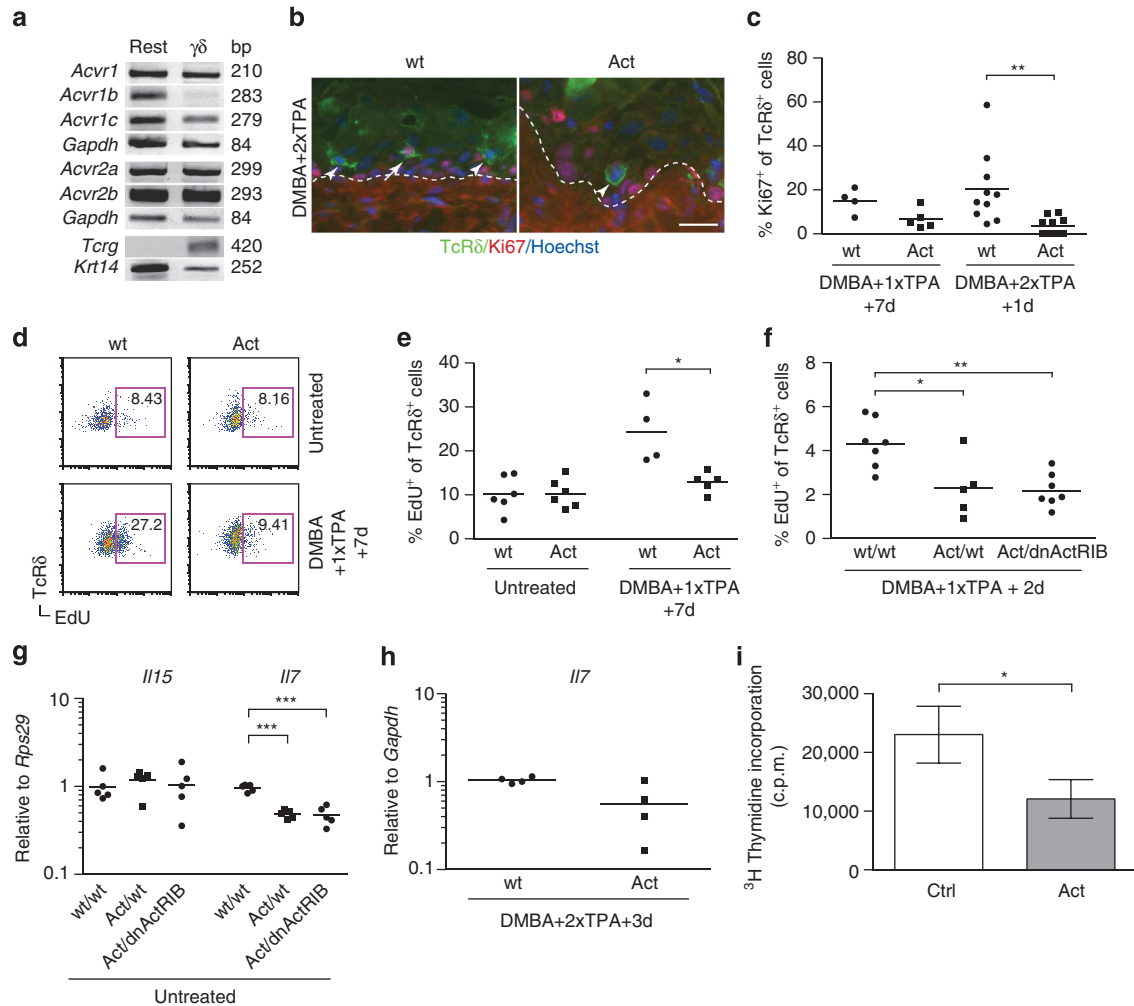 a
Rest γδ bp
Acvr1 210
Acvr1b 283
Acvr1c 279
Gapdh 84
Acvr2a 299
Acvr2b 293
Gapdh 84
Tcrg 420
Krt14 252
b
wt Act
DMBA+2xTPA
TcRδ/Ki67/Hoechst
c
% Ki67+ of TcRδ+ cells
80
60
40
20
0
**
wt Act wt Act
DMBA+1xTPA
+7d
DMBA+2xTPA
+1d
d
wt Act
8.43 8.16
Untreated
27.2 9.41
DMBA
+1xTPA
+7d
TcRδ
EdU
e
% EdU+ of TcRδ+ cells
40
30
20
10
0
*
wt Act wt Act
Untreated
DMBA+1xTPA
+7d
f
% EdU+ of TcRδ+ cells
8
6
4
2
0
**
*
wt/wt Act/wt Act/dnActRIB
DMBA+1xTPA + 2d
g
Il15 Il7
Relative to Rps29
10
1
0.1
***
***
wt/wt Act/wt Act/dnActRIB wt/wt Act/wt Act/dnActRIB
Untreated
h
Il7
Relative to Gapdh
10
1
0.1
wt Act
DMBA+2xTPA+3d
i
3H Thymidine incorporation
(c.p.m.)
30,000
20,000
10,000
0
*
Ctrl Act